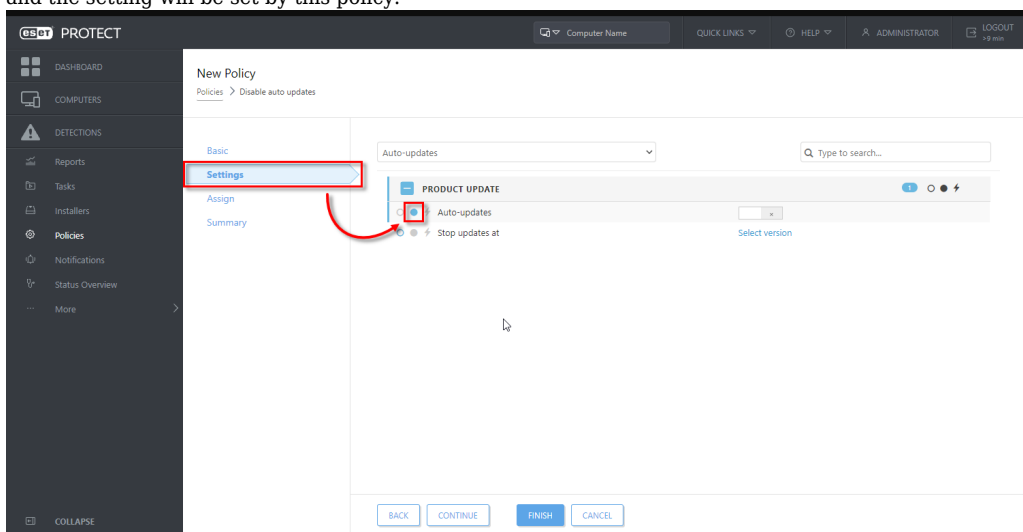 and the setting will be set by this policy.
eset PROTECT
Computer Name
QUICK LINKS
HELP
ADMINISTRATOR
LOGOUT
>9 min
DASHBOARD
COMPUTERS
DETECTIONS
Reports
Tasks
Installers
Policies
Notifications
Status Overview
More
COLLAPSE
New Policy
Policies > Disable auto updates
Basic
Settings
Assign
Summary
Auto-updates
Type to search...
PRODUCT UPDATE
1
Auto-updates
Stop updates at
Select version
BACK
CONTINUE
FINISH
CANCEL